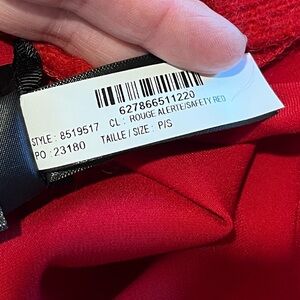 627866511220
STYLE : 8519517 CL : ROUGE ALERTE/SAFETY RED
PO : 23180 TAILLE / SIZE : P/S